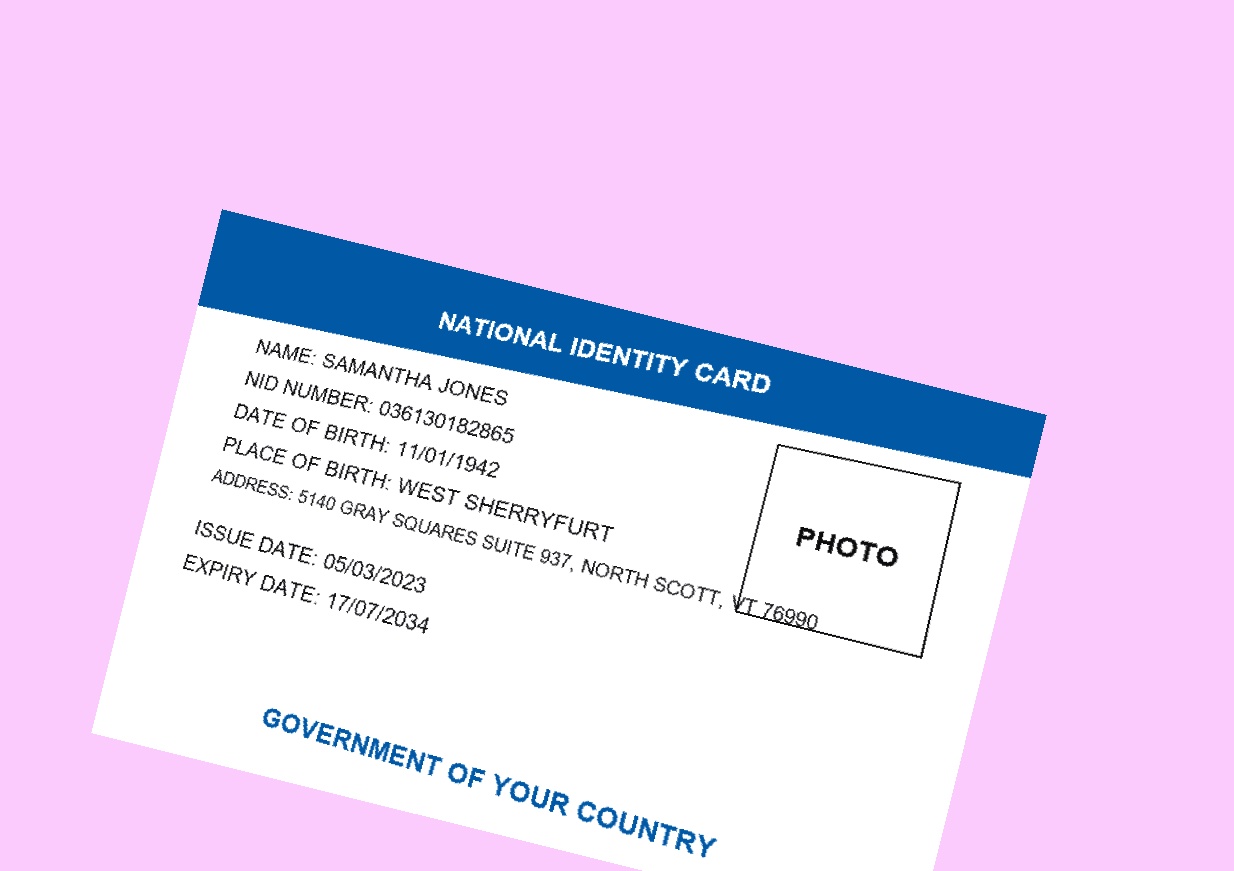 NATIONAL IDENTITY CARD
NAME: SAMANTHA JONES
NID NUMBER: 036130182865
DATE OF BIRTH: 11/01/1942
PLACE OF BIRTH: WEST SHERRYFURT
ADDRESS: 5140 GRAY SQUARES SUITE 937, NORTH SCOTT, VT 76990
ISSUE DATE: 05/03/2023
EXPIRY DATE: 17/07/2034
PHOTO
GOVERNMENT OF YOUR COUNTRY